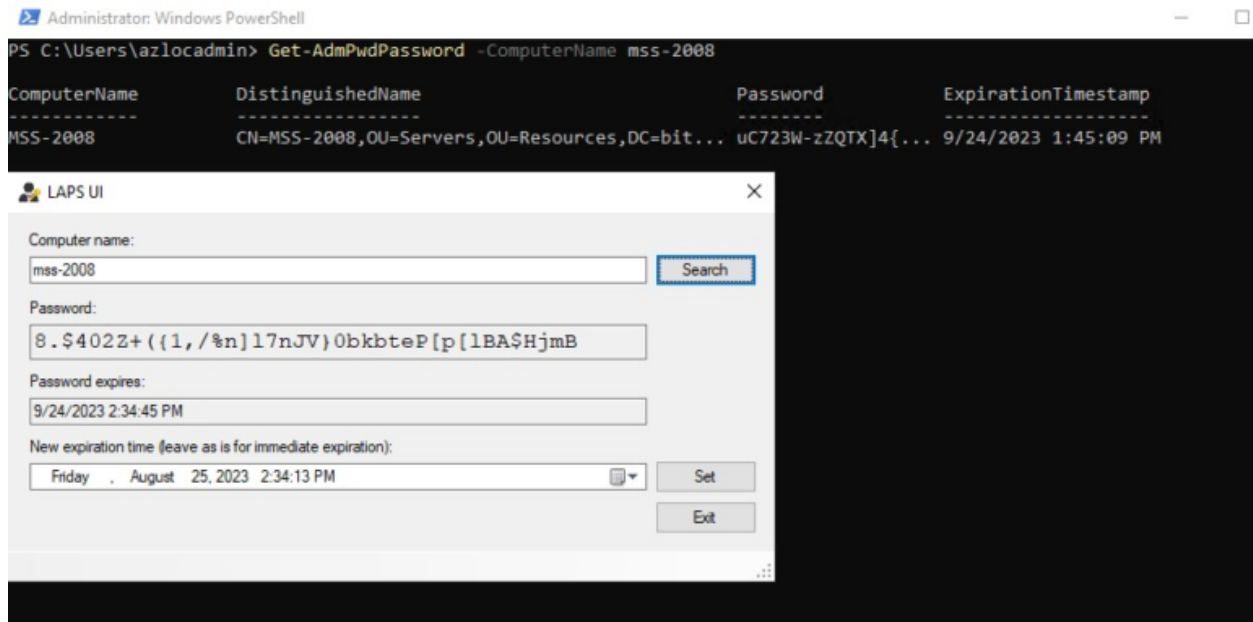 Administrator: Windows PowerShell
PS C:\Users\azlocadmin> Get-AdmPwdPassword -ComputerName mss-2008
ComputerName DistinguishedName Password ExpirationTimestamp
------------ ----------------- -------- -------------------
MSS-2008 CN=MSS-2008,OU=Servers,OU=Resources,DC=bit... uC723W-zZQTX]4{... 9/24/2023 1:45:09 PM
LAPS UI
Computer name:
mss-2008
Search
Password:
8.$402Z+({1,/%n]l7nJV}0bkbteP[p[lBA$HjmB
Password expires:
9/24/2023 2:34:45 PM
New expiration time (leave as is for immediate expiration):
Friday , August 25, 2023 2:34:13 PM
Set
Exit